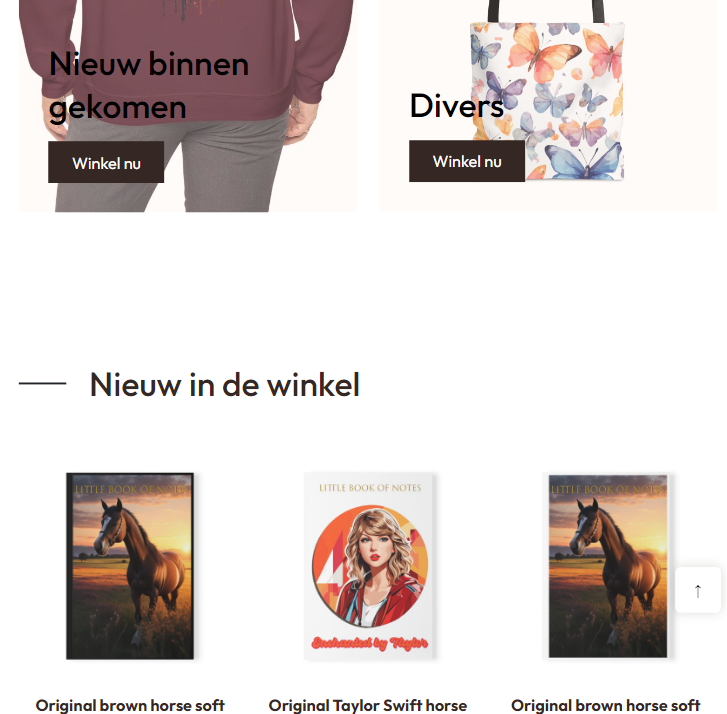 Nieuw binnen
gekomen
Winkel nu
Divers
Winkel nu
Nieuw in de winkel
LITTLE BOOK OF NOTES
LITTLE BOOK OF NOTES
Enchanted by Taylor
LITTLE BOOK OF NOTES
↑
Original brown horse soft
Original Taylor Swift horse
Original brown horse soft